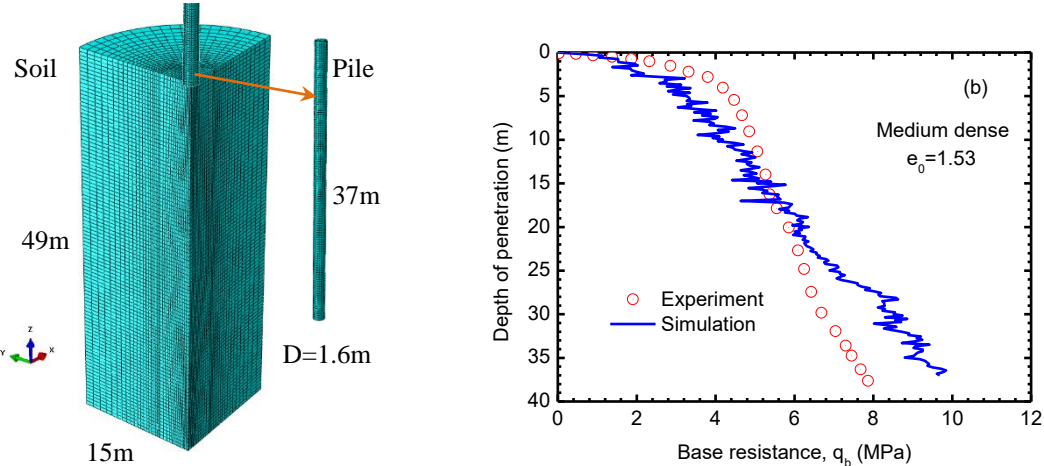 Soil
Pile
37m
49m
D=1.6m
15m
Z
Y
X
(b)
Medium dense
e0=1.53
Experiment
Simulation
Depth of penetration (m)
0
5
10
15
20
25
30
35
40
0 2 4 6 8 10 12
Base resistance, qb (MPa)